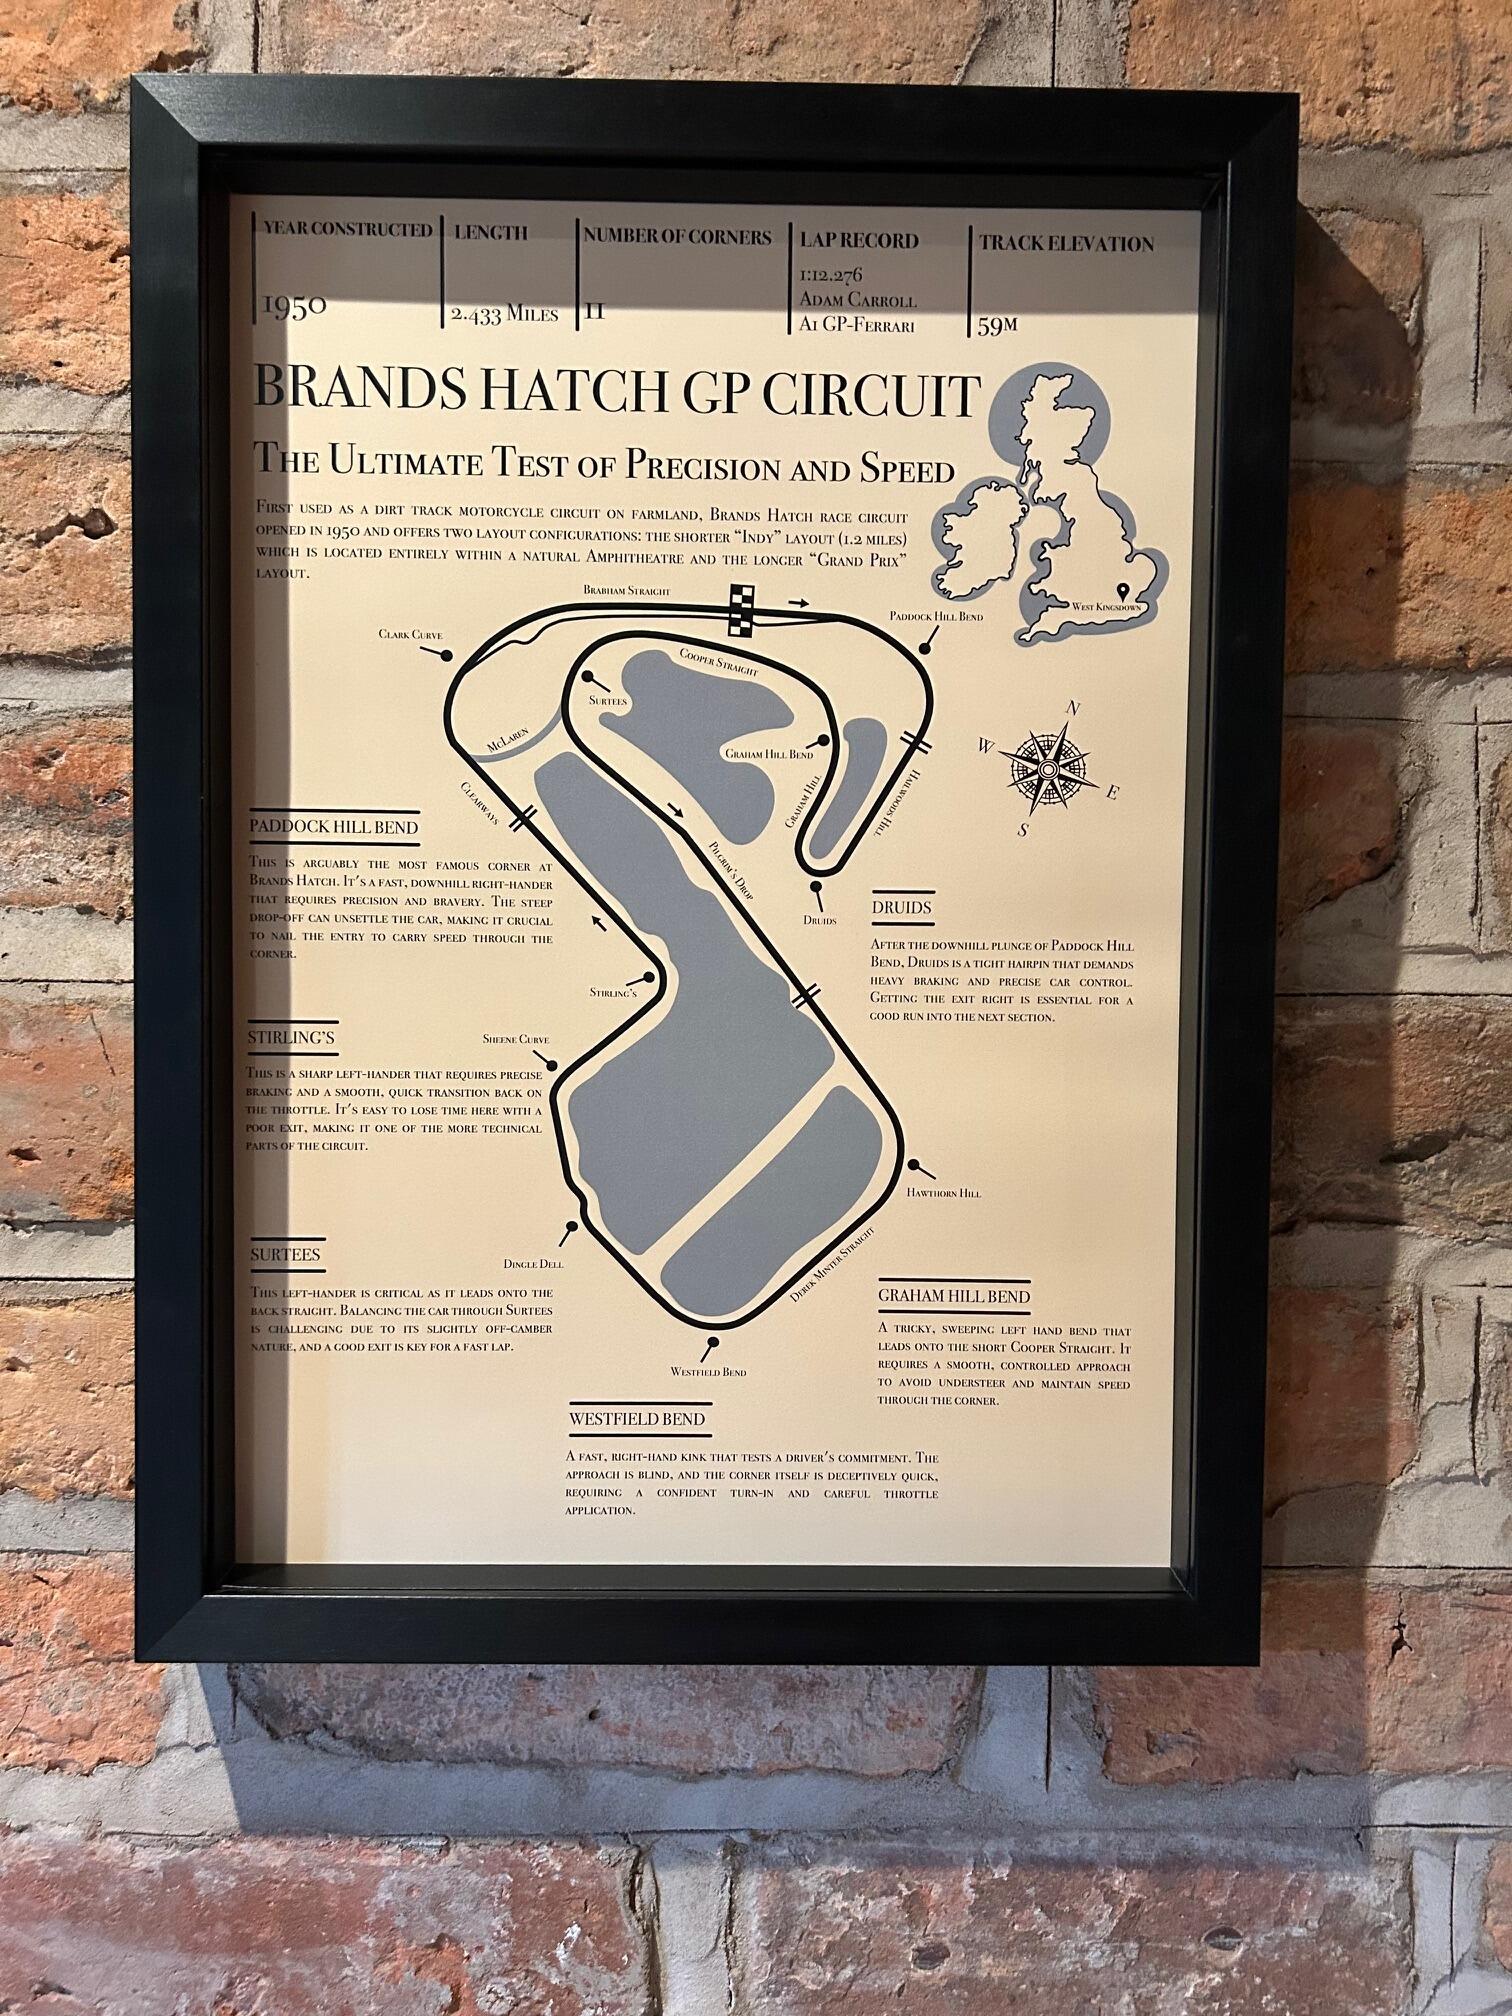 YEAR CONSTRUCTED
1950
LENGTH
2.433 MILES
NUMBER OF CORNERS
11
LAP RECORD
1:12.276
ADAM CARROLL
A1 GP-FERRARI
TRACK ELEVATION
59M
BRANDS HATCH GP CIRCUIT
THE ULTIMATE TEST OF PRECISION AND SPEED
FIRST USED AS A DIRT TRACK MOTORCYCLE CIRCUIT ON FARMLAND, BRANDS HATCH RACE CIRCUIT
OPENED IN 1950 AND OFFERS TWO LAYOUT CONFIGURATIONS: THE SHORTER “INDY” LAYOUT (1.2 MILES)
WHICH IS LOCATED ENTIRELY WITHIN A NATURAL AMPHITHEATRE AND THE LONGER “GRAND PRIX”
LAYOUT.
WEST KINGSDOWN
BRABHAM STRAIGHT
PADDOCK HILL BEND
CLARK CURVE
COOPER STRAIGHT
SURTEES
MCLAREN
GRAHAM HILL BEND
GRAHAM HILL
HAILWOODS HILL
CLEARWAYS
PILGRIM'S DROP
DRUIDS
N
W
E
S
PADDOCK HILL BEND
THIS IS ARGUABLY THE MOST FAMOUS CORNER AT
BRANDS HATCH. IT'S A FAST, DOWNHILL RIGHT-HANDER
THAT REQUIRES PRECISION AND BRAVERY. THE STEEP
DROP-OFF CAN UNSETTLE THE CAR, MAKING IT CRUCIAL
TO NAIL THE ENTRY TO CARRY SPEED THROUGH THE
CORNER.
DRUIDS
AFTER THE DOWNHILL PLUNGE OF PADDOCK HILL
BEND, DRUIDS IS A TIGHT HAIRPIN THAT DEMANDS
HEAVY BRAKING AND PRECISE CAR CONTROL.
GETTING THE EXIT RIGHT IS ESSENTIAL FOR A
GOOD RUN INTO THE NEXT SECTION.
STIRLING'S
SHEENE CURVE
STIRLING'S
THIS IS A SHARP LEFT-HANDER THAT REQUIRES PRECISE
BRAKING AND A SMOOTH, QUICK TRANSITION BACK ON
THE THROTTLE. IT'S EASY TO LOSE TIME HERE WITH A
POOR EXIT, MAKING IT ONE OF THE MORE TECHNICAL
PARTS OF THE CIRCUIT.
HAWTHORN HILL
DINGLE DELL
DEREK MINTER STRAIGHT
WESTFIELD BEND
SURTEES
THIS LEFT-HANDER IS CRITICAL AS IT LEADS ONTO THE
BACK STRAIGHT. BALANCING THE CAR THROUGH SURTEES
IS CHALLENGING DUE TO ITS SLIGHTLY OFF-CAMBER
NATURE, AND A GOOD EXIT IS KEY FOR A FAST LAP.
GRAHAM HILL BEND
A TRICKY, SWEEPING LEFT HAND BEND THAT
LEADS ONTO THE SHORT COOPER STRAIGHT. IT
REQUIRES A SMOOTH, CONTROLLED APPROACH
TO AVOID UNDERSTEER AND MAINTAIN SPEED
THROUGH THE CORNER.
WESTFIELD BEND
A FAST, RIGHT-HAND KINK THAT TESTS A DRIVER'S COMMITMENT. THE
APPROACH IS BLIND, AND THE CORNER ITSELF IS DECEPTIVELY QUICK,
REQUIRING A CONFIDENT TURN-IN AND CAREFUL THROTTLE
APPLICATION.